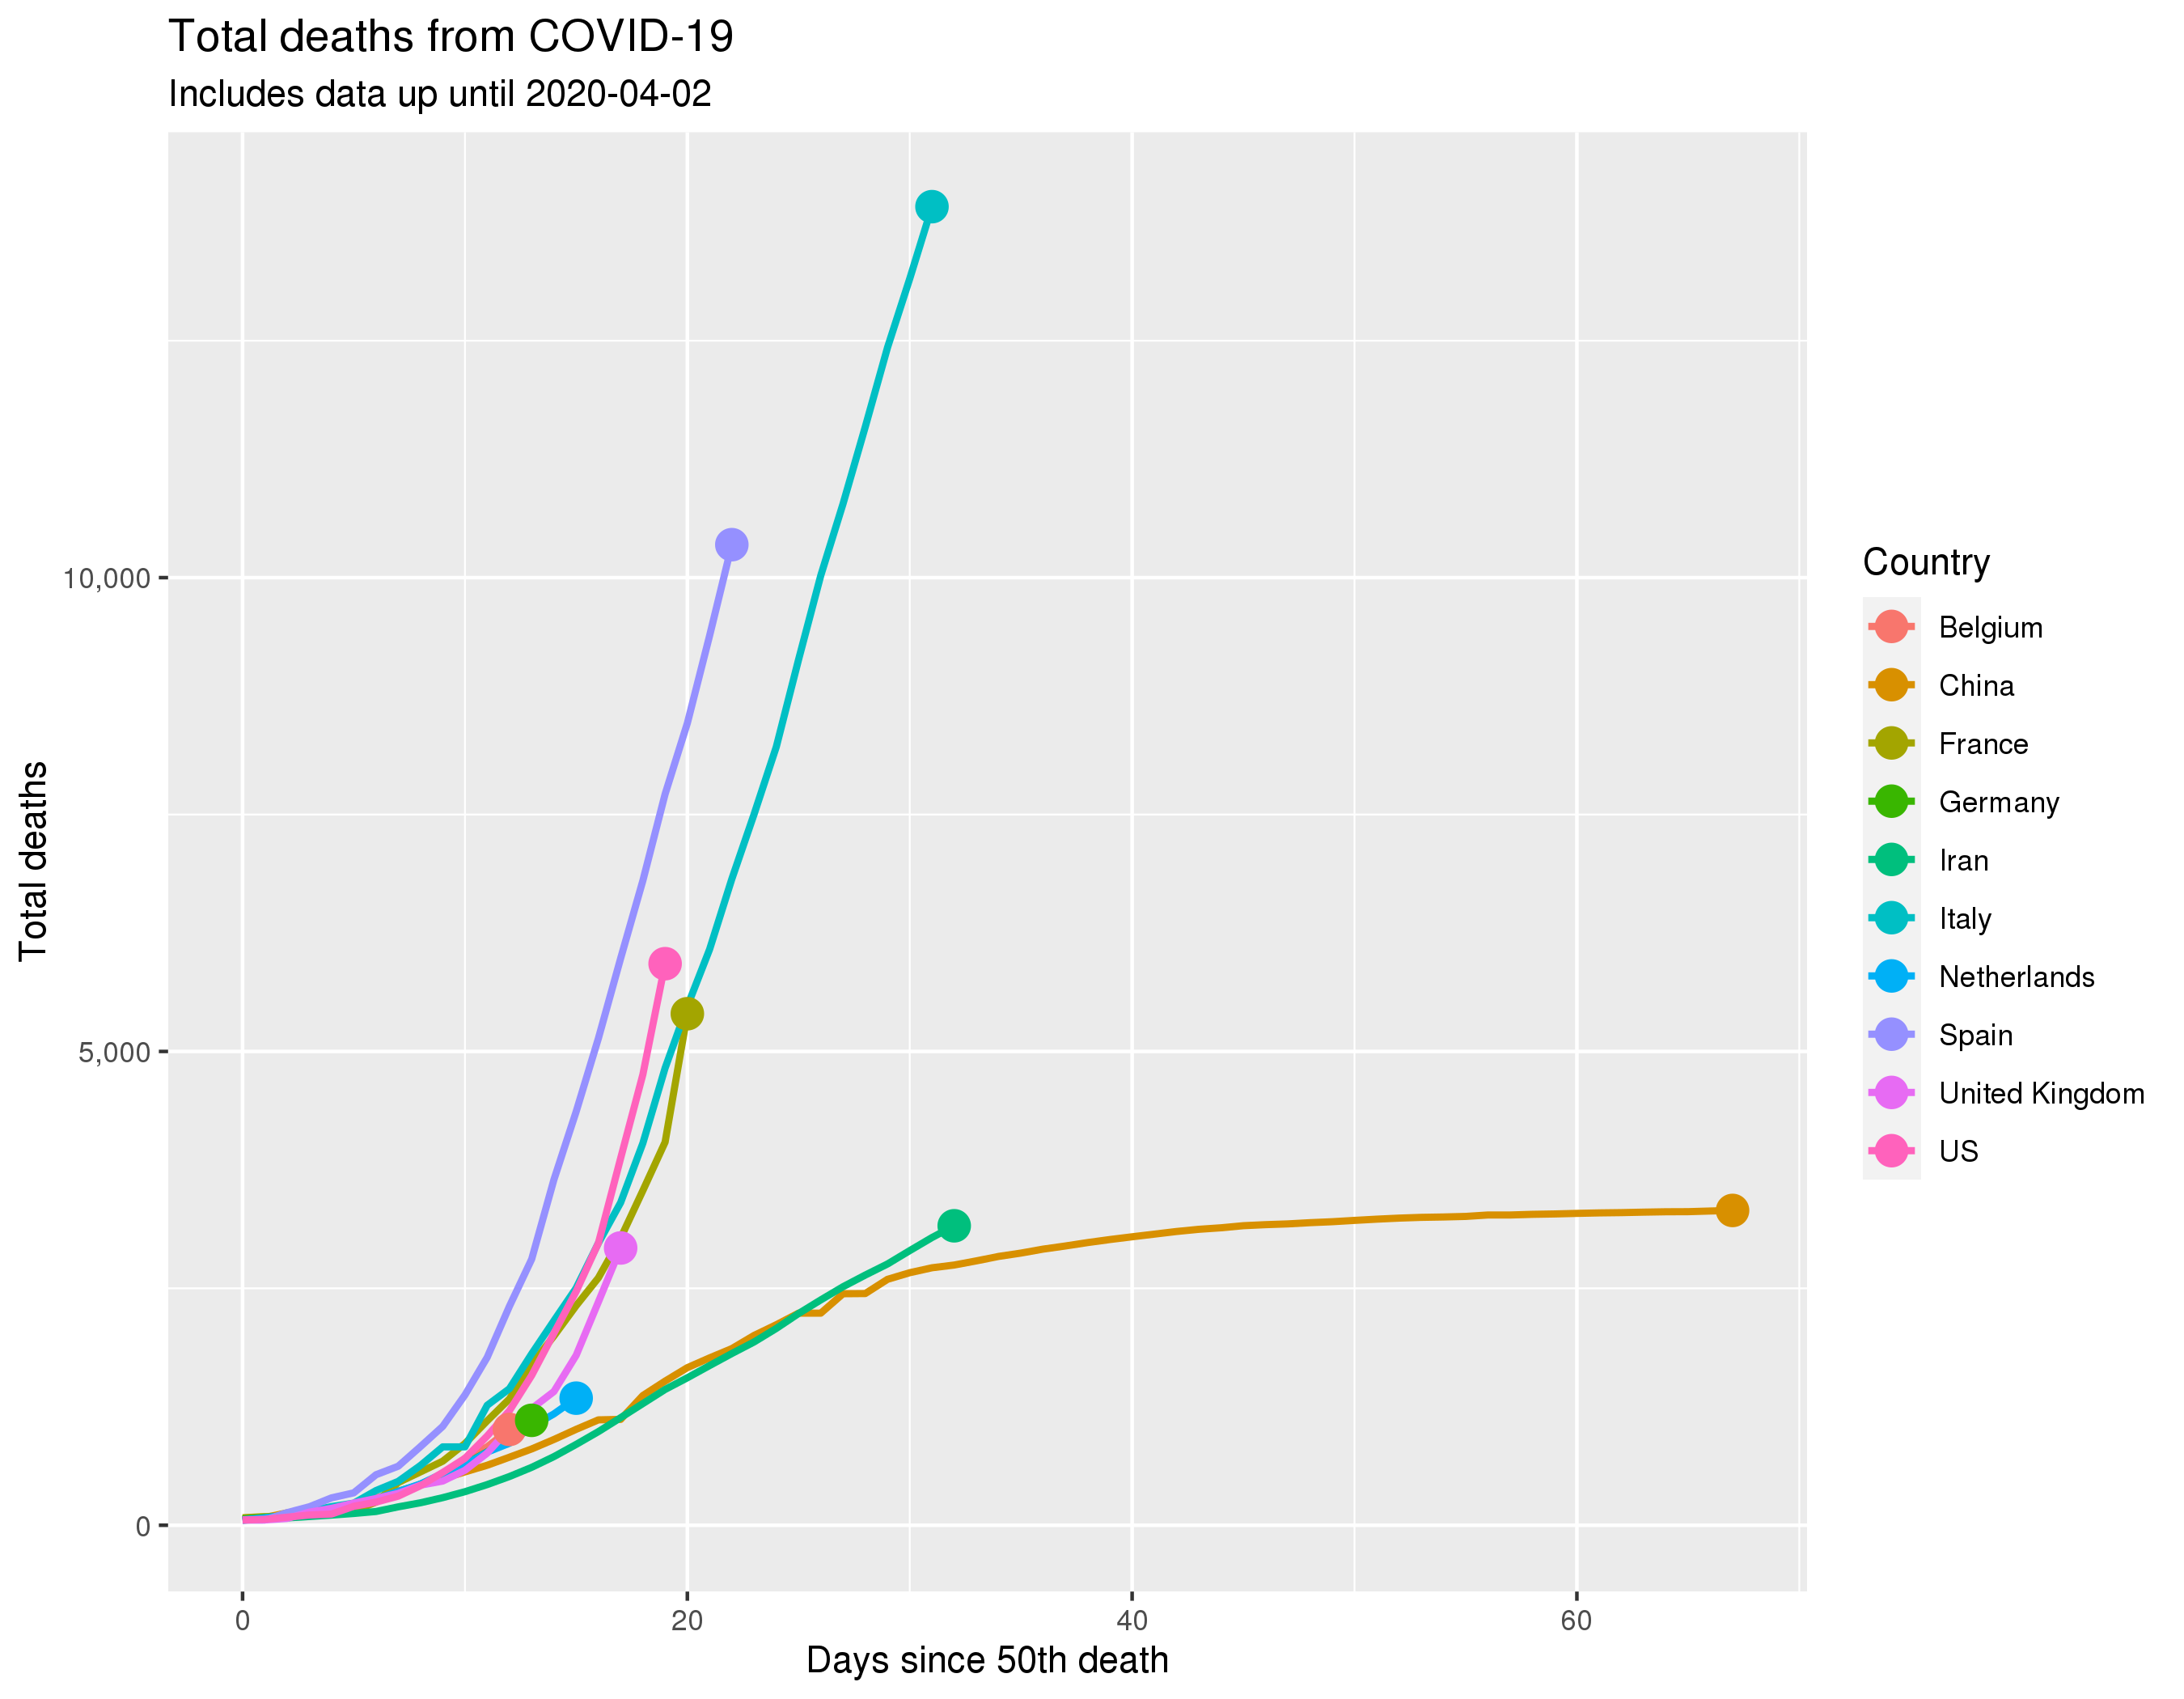 Total deaths from COVID-19
Includes data up until 2020-04-02
Total deaths
10,000
5,000
0
0
20
40
60
Days since 50th death
Country
Belgium
China
France
Germany
Iran
Italy
Netherlands
Spain
United Kingdom
US